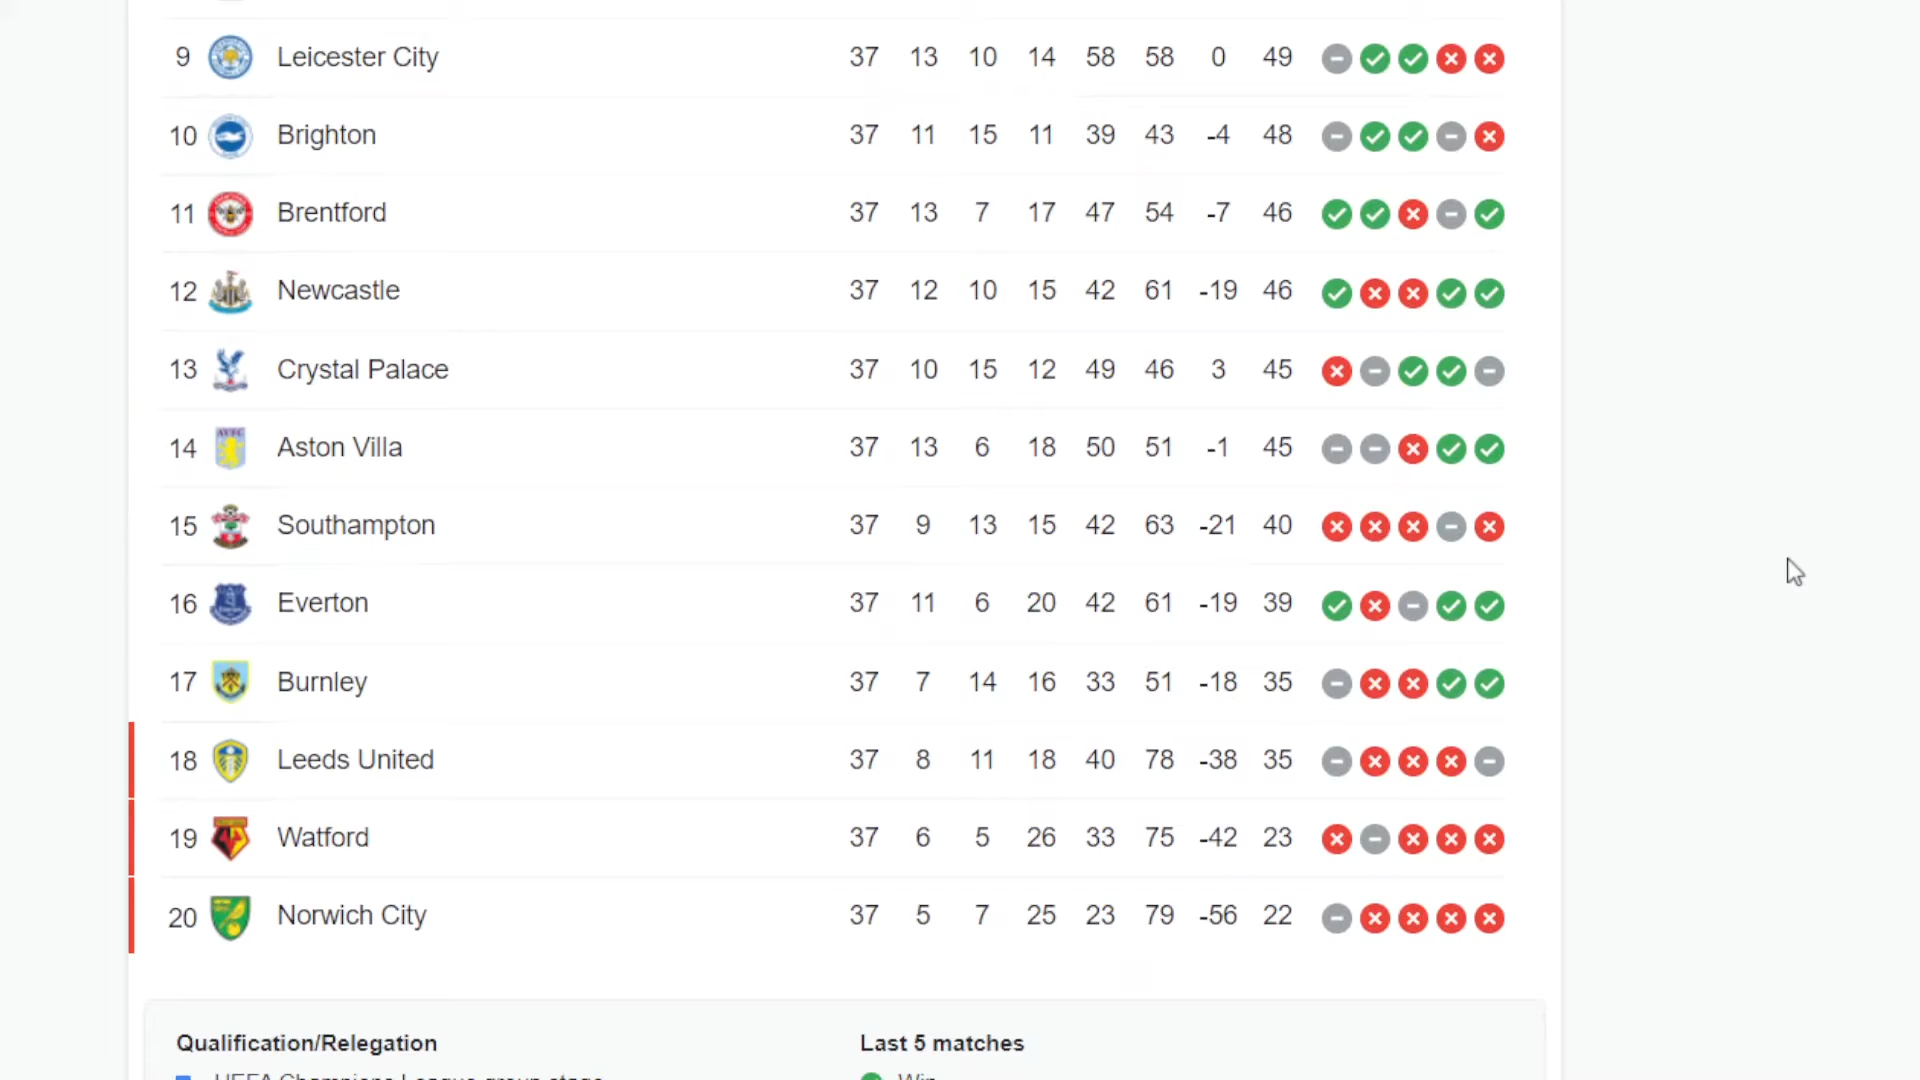 9 Leicester City 37 13 10 14 58 58 0 49
10 Brighton 37 11 15 11 39 43 -4 48
11 Brentford 37 13 7 17 47 54 -7 46
12 Newcastle 37 12 10 15 42 61 -19 46
13 Crystal Palace 37 10 15 12 49 46 3 45
14 Aston Villa 37 13 6 18 50 51 -1 45
15 Southampton 37 9 13 15 42 63 -21 40
16 Everton 37 11 6 20 42 61 -19 39
17 Burnley 37 7 14 16 33 51 -18 35
18 Leeds United 37 8 11 18 40 78 -38 35
19 Watford 37 6 5 26 33 75 -42 23
20 Norwich City 37 5 7 25 23 79 -56 22
Qualification/Relegation Last 5 matches
UEFA Champions League group stage Win